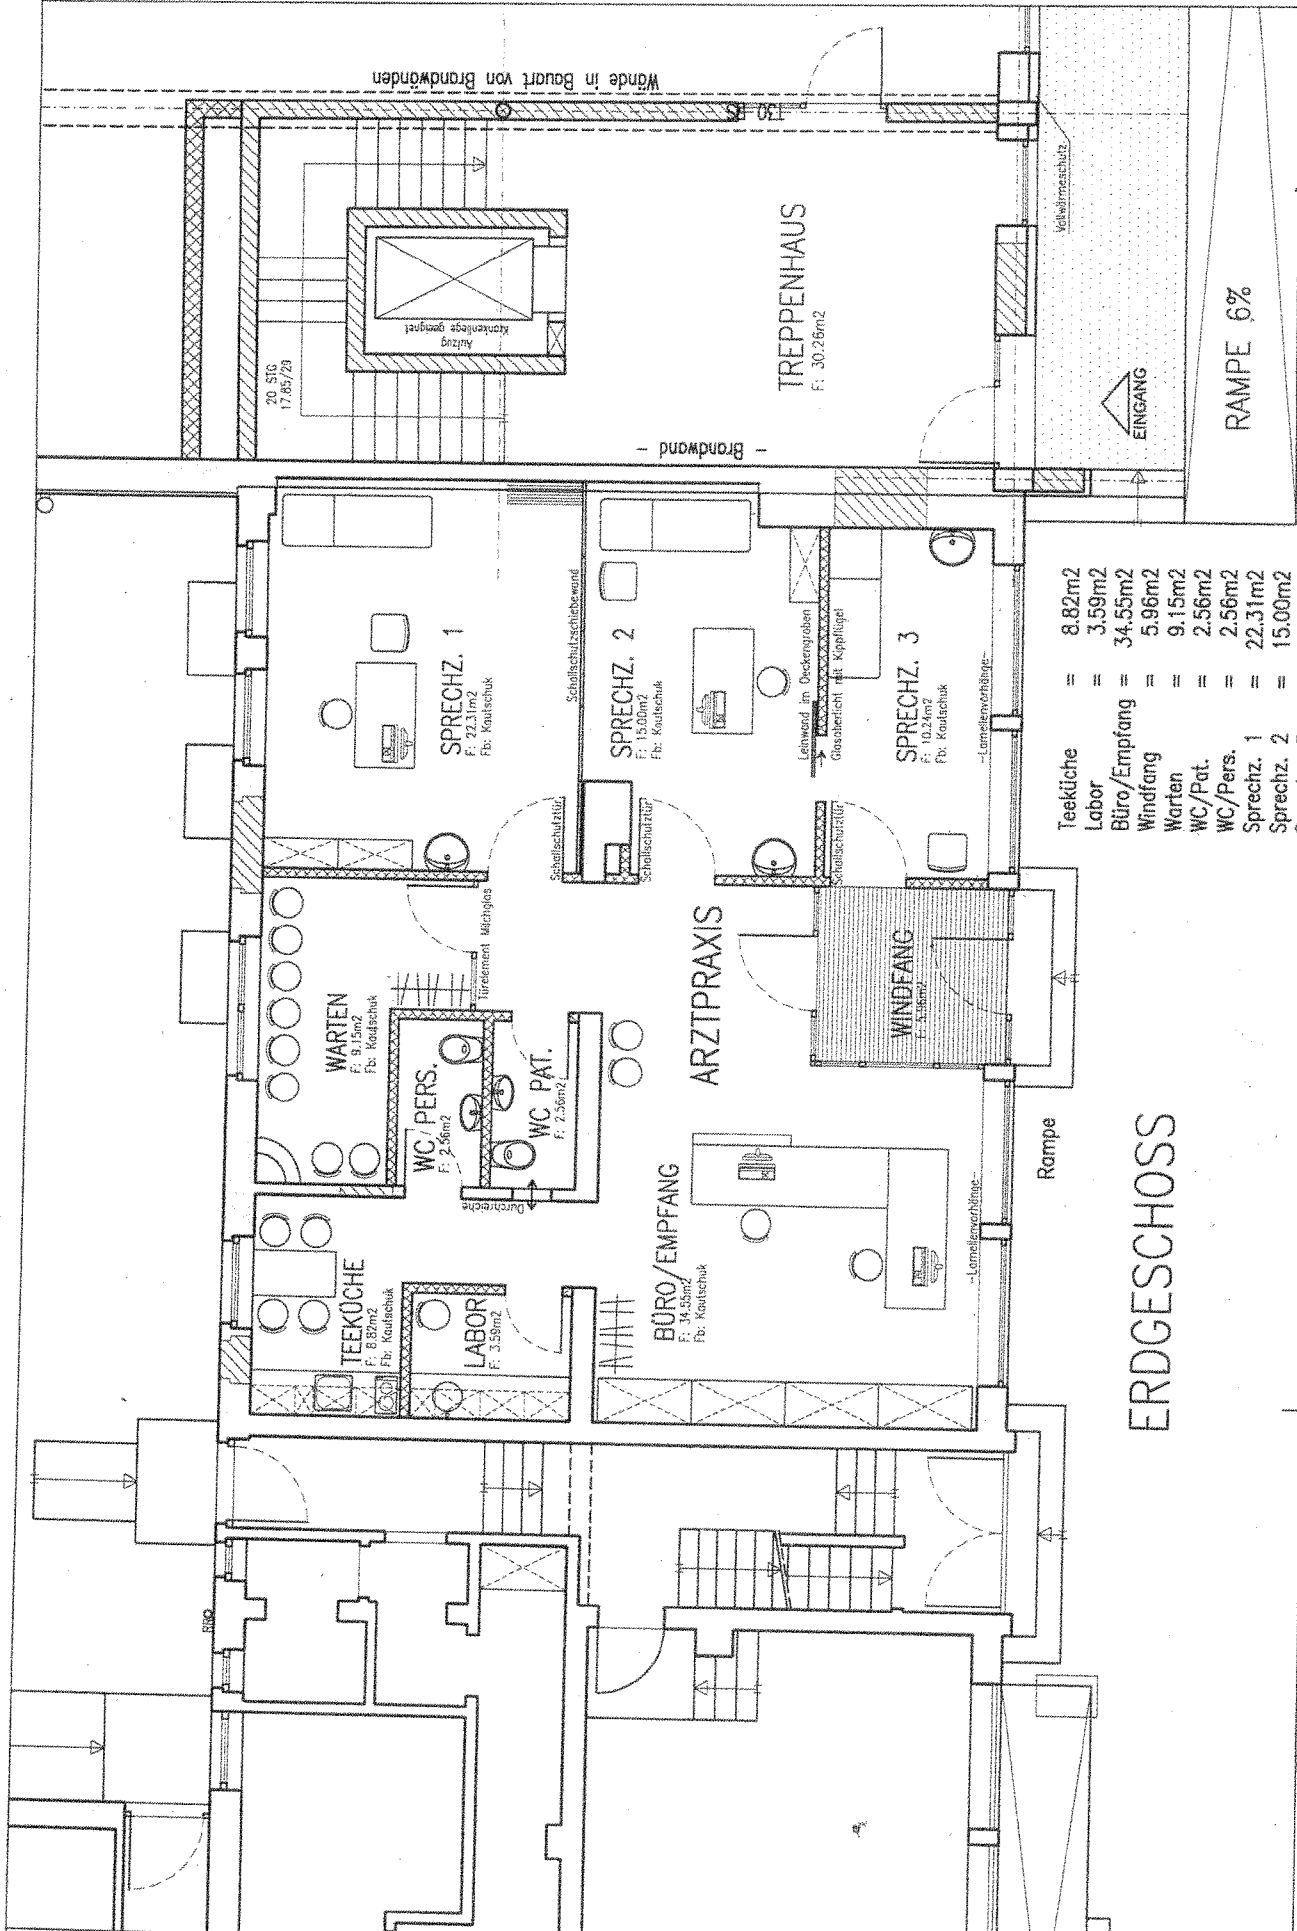 Wände in Bauart von Brandwänden
T30
20 STG
17.85/29
Aufzug
Krankenliege geeignet
TREPPENHAUS
F: 30.26m2
- Brandwand -
Vollwärmeschutz
EINGANG
RAMPE 6%
SPRECHZ. 1
F: 22.31m2
Fb: Kautschuk
Schallschutzschiebewand
Schallschutztür
SPRECHZ. 2
F: 15.00m2
Fb: Kautschuk
Schallschutztür
Leinwand im Deckengraben
Glasoberlicht mit Kippflügel
SPRECHZ. 3
F: 10.24m2
Fb: Kautschuk
Schallschutztür
-Lamellenvorhänge-
WARTEN
F: 9.15m2
Fb: Kautschuk
Türelement Milchglas
WC/PERS.
F: 2.56m2
WC PAT.
F: 2.56m2
Durchreiche
ARZTPRAXIS
WINDFANG
F: 5.96m2
TEEKÜCHE
F: 8.82m2
Fb: Kautschuk
LABOR
F: 3.59m2
BÜRO/EMPFANG
F: 34.55m2
Fb: Kautschuk
-Lamellenvorhänge-
Rampe
ERDGESCHOSS
Teeküche = 8.82m2
Labor = 3.59m2
Büro/Empfang = 34.55m2
Windfang = 5.96m2
Warten = 9.15m2
WC/Pat. = 2.56m2
WC/Pers. = 2.56m2
Sprechz. 1 = 22.31m2
Sprechz. 2 = 15.00m2